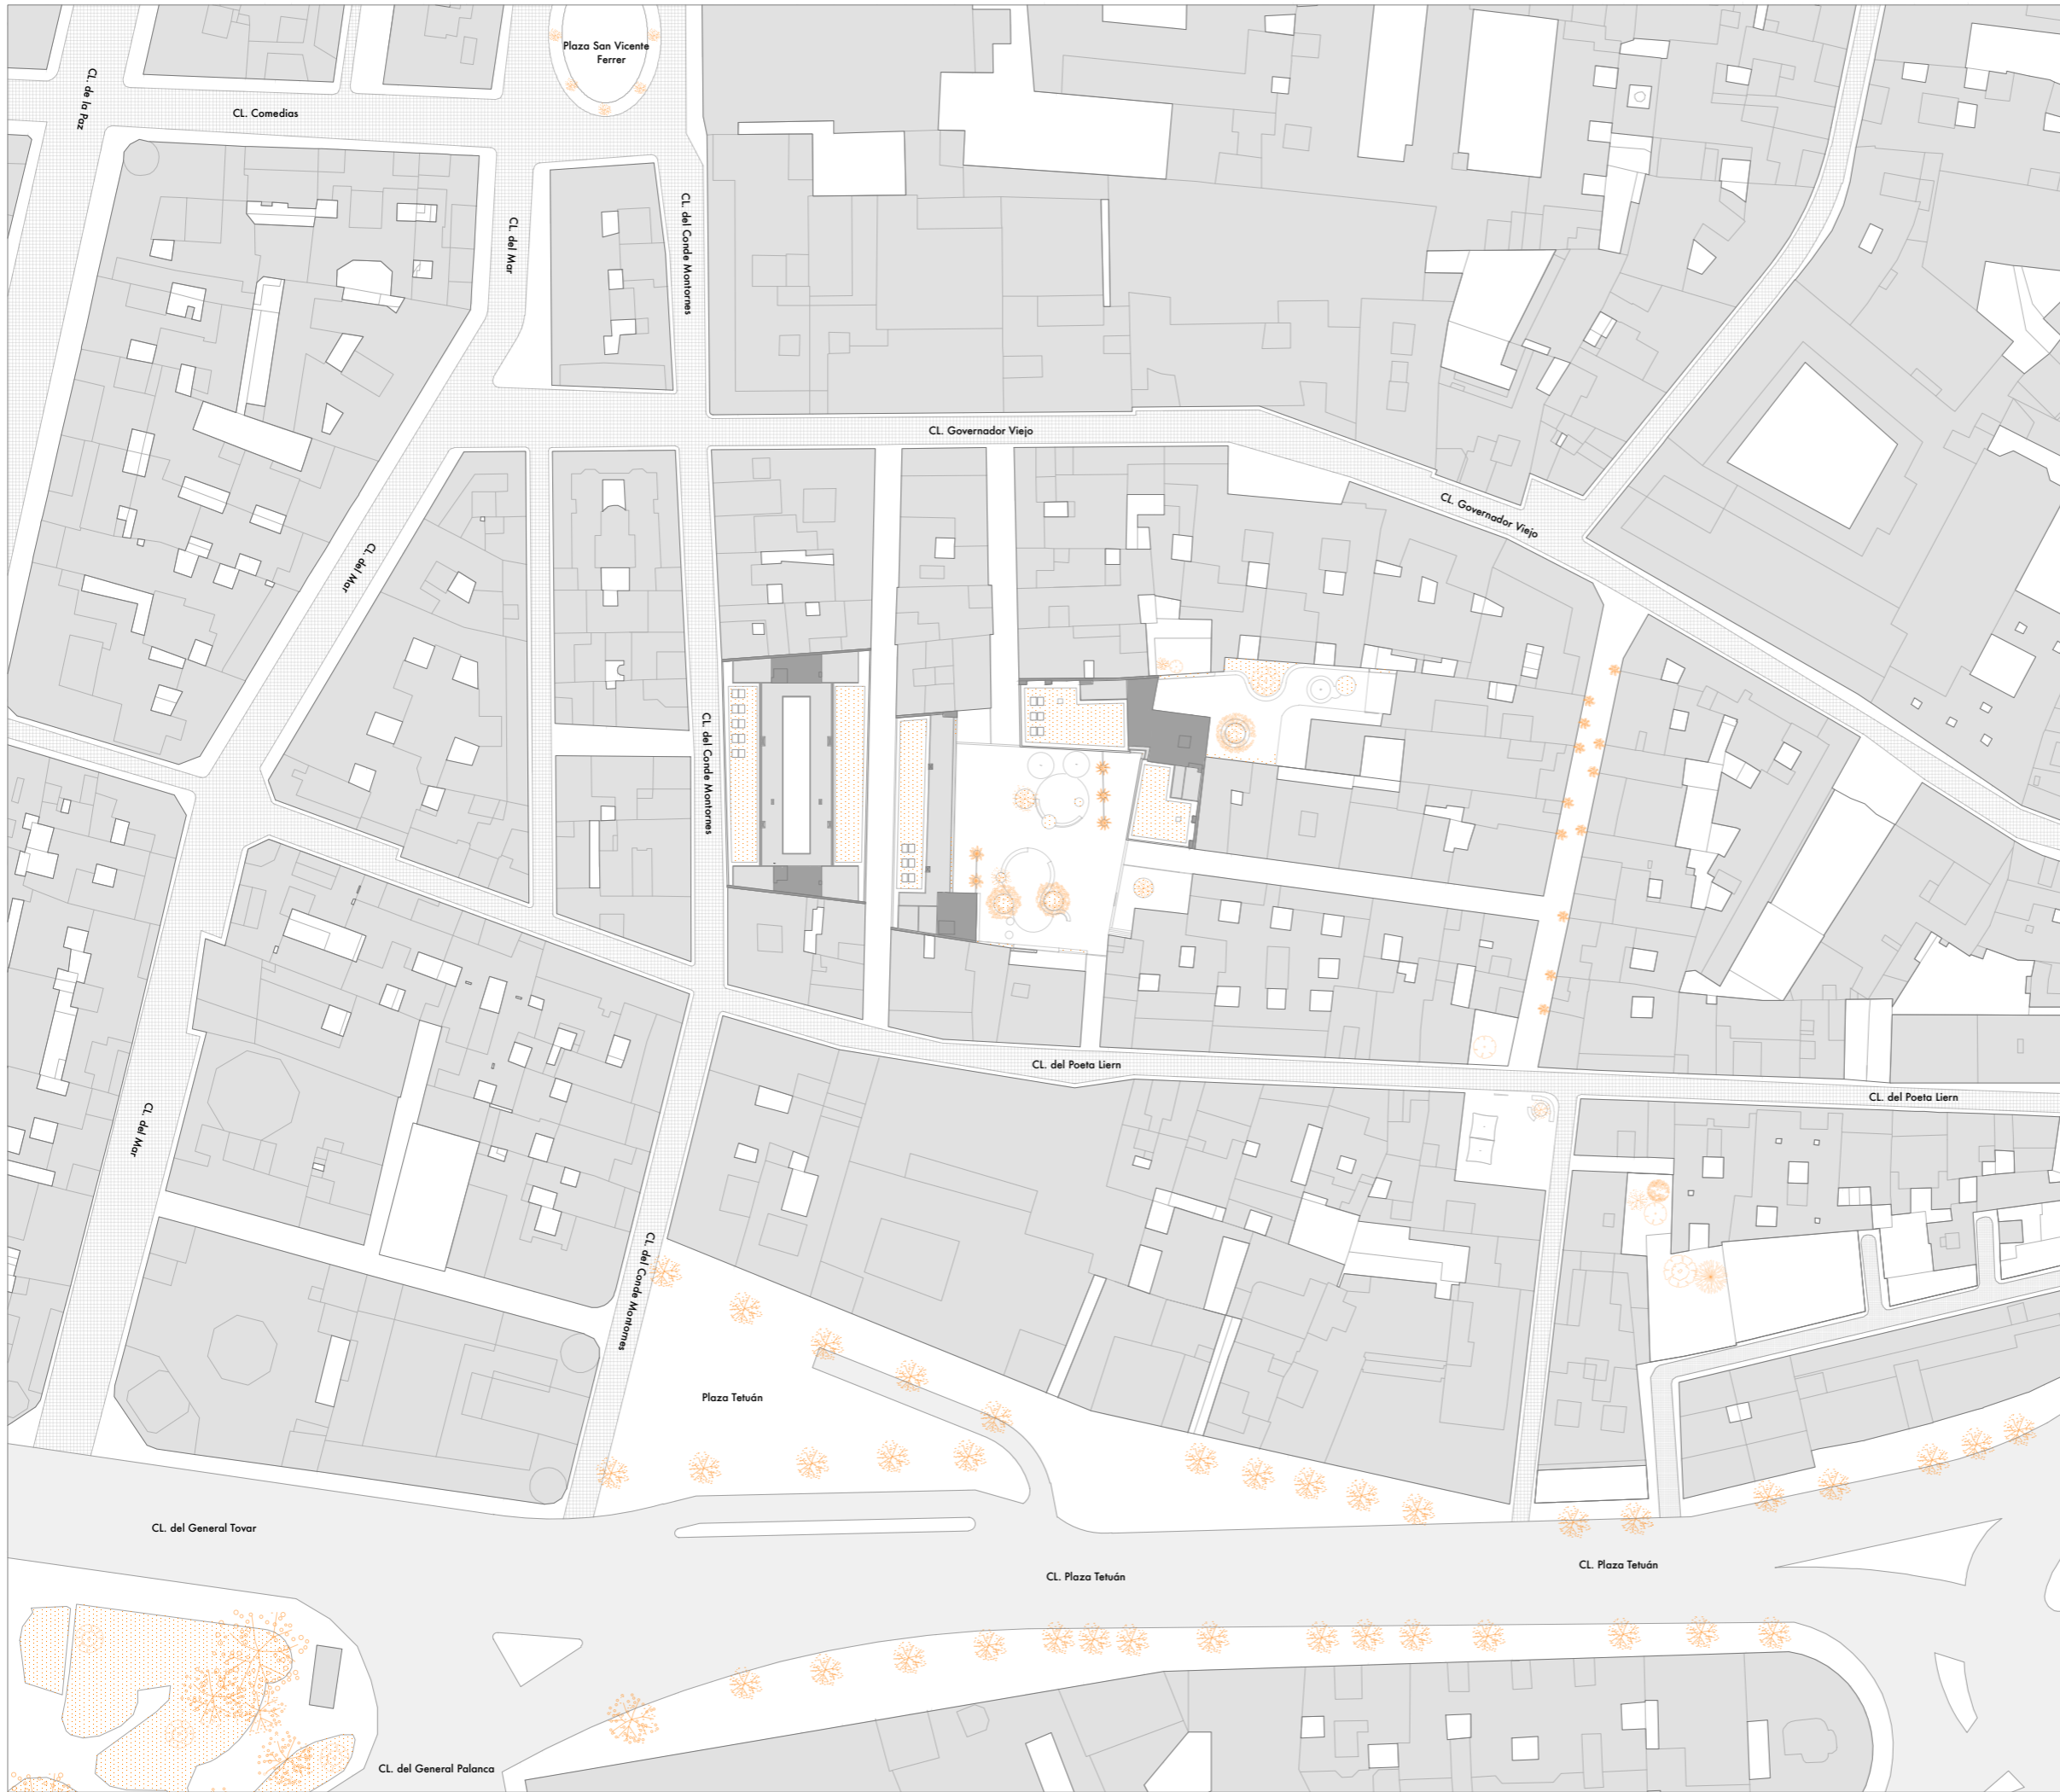 Plaza San Vicente
Ferrer
CL. de la Paz
CL. Comedias
CL. del Mar
CL. del Conde Montornes
CL. Governador Viejo
CL. Governador Viejo
CL. del Mar
CL. del Conde Montornes
CL. del Poeta Liern
CL. del Poeta Liern
CL. del Mar
CL. del Conde Montornes
Plaza Tetuán
CL. del General Tovar
CL. Plaza Tetuán
CL. Plaza Tetuán
CL. del General Palanca